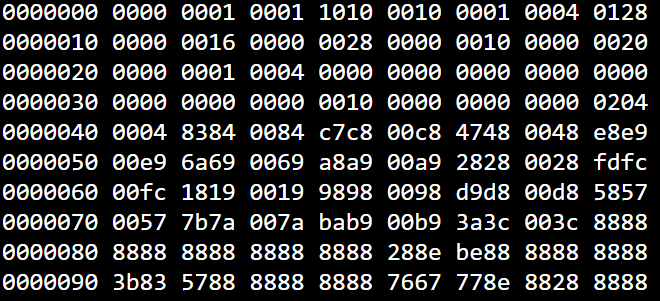 0000000 0000 0001 0001 1010 0010 0001 0004 0128
0000010 0000 0016 0000 0028 0000 0010 0000 0020
0000020 0000 0001 0004 0000 0000 0000 0000 0000
0000030 0000 0000 0000 0010 0000 0000 0000 0204
0000040 0004 8384 0084 c7c8 00c8 4748 0048 e8e9
0000050 00e9 6a69 0069 a8a9 00a9 2828 0028 fdfc
0000060 00fc 1819 0019 9898 0098 d9d8 00d8 5857
0000070 0057 7b7a 007a bab9 00b9 3a3c 003c 8888
0000080 8888 8888 8888 8888 288e be88 8888 8888
0000090 3b83 5788 8888 8888 7667 778e 8828 8888